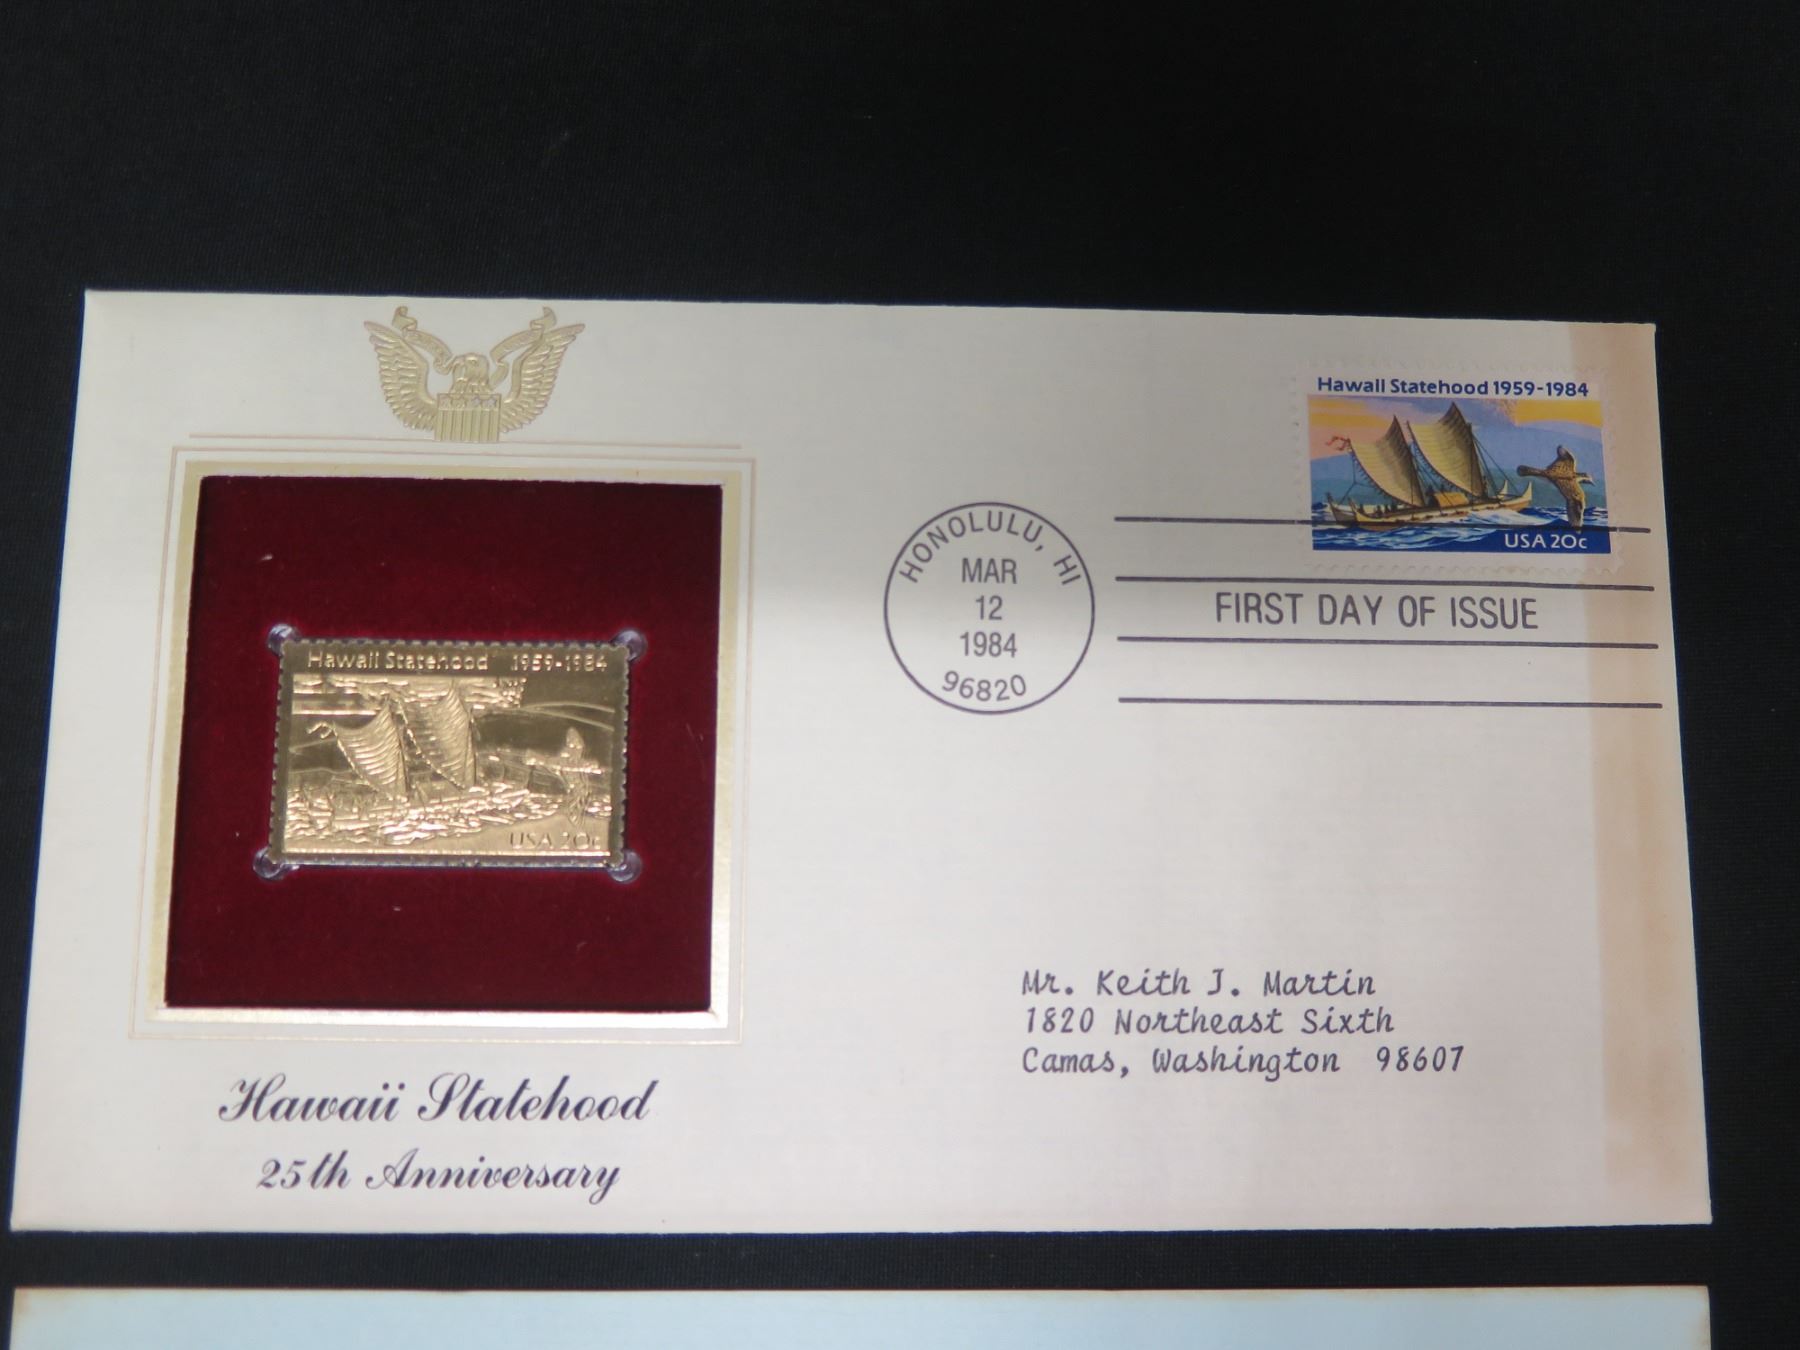 Hawaii Statehood 1959-1984
USA 20c
HONOLULU, HI
MAR
12
1984
96820
FIRST DAY OF ISSUE
Hawaii Statehood 1959-1984
USA 20c
Mr. Keith J. Martin
1820 Northeast Sixth
Camas, Washington 98607
Hawaii Statehood
25th Anniversary